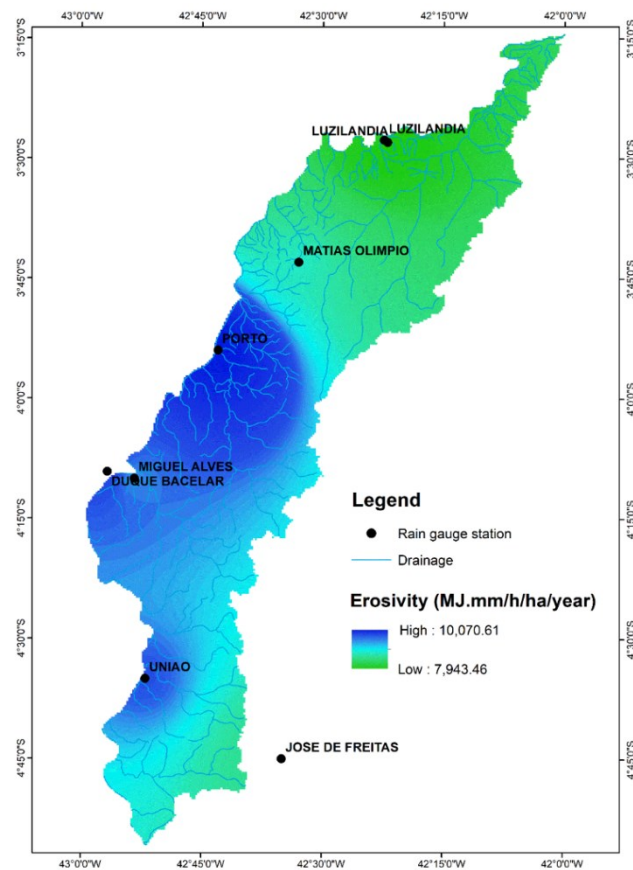 43°0'0"W 42°45'0"W 42°30'0"W 42°15'0"W 42°0'0"W
3°15'0"S 3°15'0"S
LUZILANDIA LUZILANDIA
3°30'0"S 3°30'0"S
MATIAS OLIMPIO
3°45'0"S 3°45'0"S
PORTO
4°0'0"S 4°0'0"S
MIGUEL ALVES
DUQUE BACELAR
4°15'0"S 4°15'0"S
Legend
Rain gauge station
Drainage
Erosivity (MJ.mm/h/ha/year)
High : 10,070.61
Low : 7,943.46
4°30'0"S 4°30'0"S
UNIAO
JOSE DE FREITAS
4°45'0"S 4°45'0"S
43°0'0"W 42°45'0"W 42°30'0"W 42°15'0"W 42°0'0"W